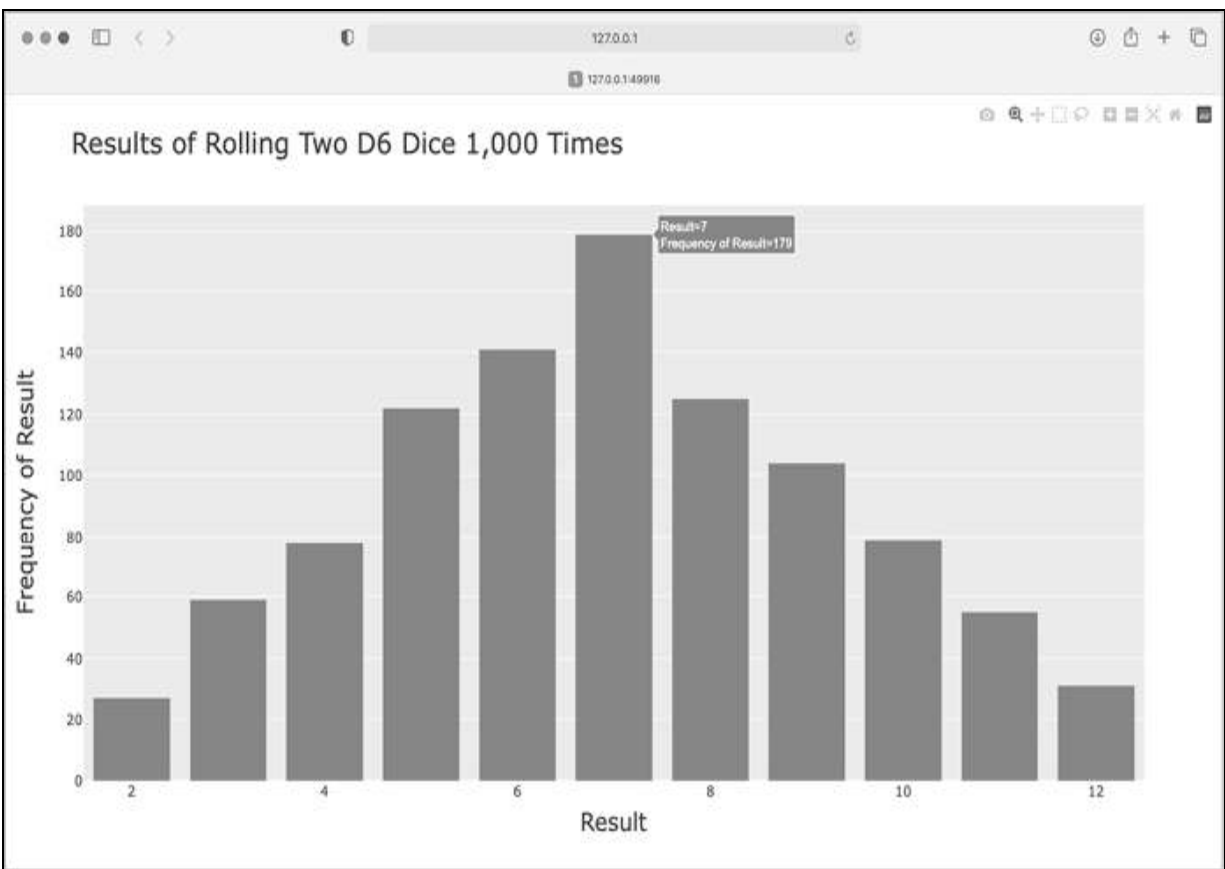 127.0.0.1
1 127.0.0.1:49916
Results of Rolling Two D6 Dice 1,000 Times
Result=7
Frequency of Result=179
180
160
140
120
100
80
60
40
20
0
Frequency of Result
2 4 6 8 10 12
Result